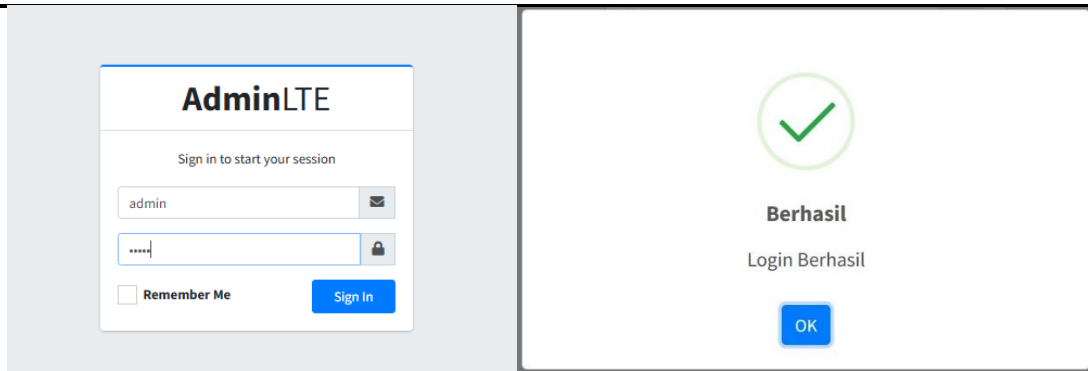 AdminLTE
Sign in to start your session
admin
•••••
Remember Me
Sign In
Berhasil
Login Berhasil
OK